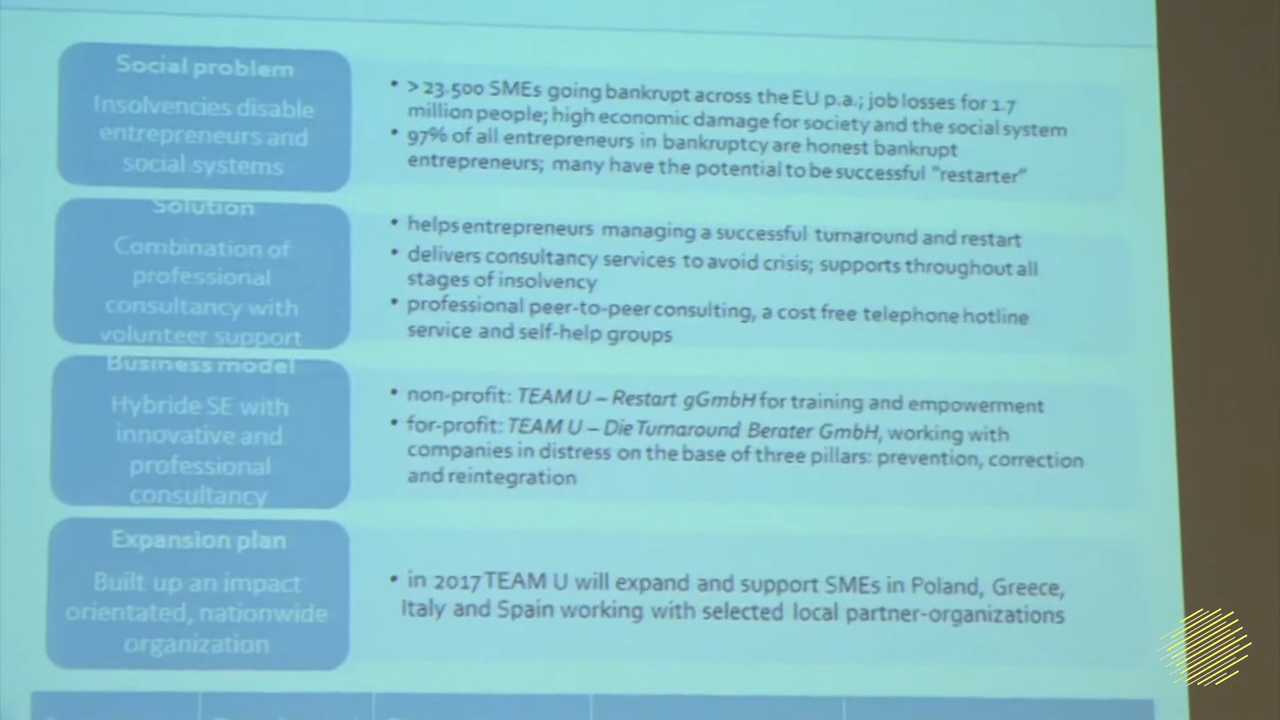 Social problem
Insolvencies disable
entrepreneurs and
social systems
• > 23.500 SMEs going bankrupt across the EU p.a.; job losses for 1.7
million people; high economic damage for society and the social system
• 97% of all entrepreneurs in bankruptcy are honest bankrupt
entrepreneurs; many have the potential to be successful "restarter"
Solution
Combination of
professional
consultancy with
volunteer support
• helps entrepreneurs managing a successful turnaround and restart
• delivers consultancy services to avoid crisis; supports throughout all
stages of insolvency
• professional peer-to-peer consulting, a cost free telephone hotline
service and self-help groups
Business model
Hybride SE with
innovative and
professional
consultancy
• non-profit: TEAM U – Restart gGmbH for training and empowerment
• for-profit: TEAM U – Die Turnaround Berater GmbH, working with
companies in distress on the base of three pillars: prevention, correction
and reintegration
Expansion plan
Built up an impact
orientated, nationwide
organization
• in 2017 TEAM U will expand and support SMEs in Poland, Greece,
Italy and Spain working with selected local partner-organizations